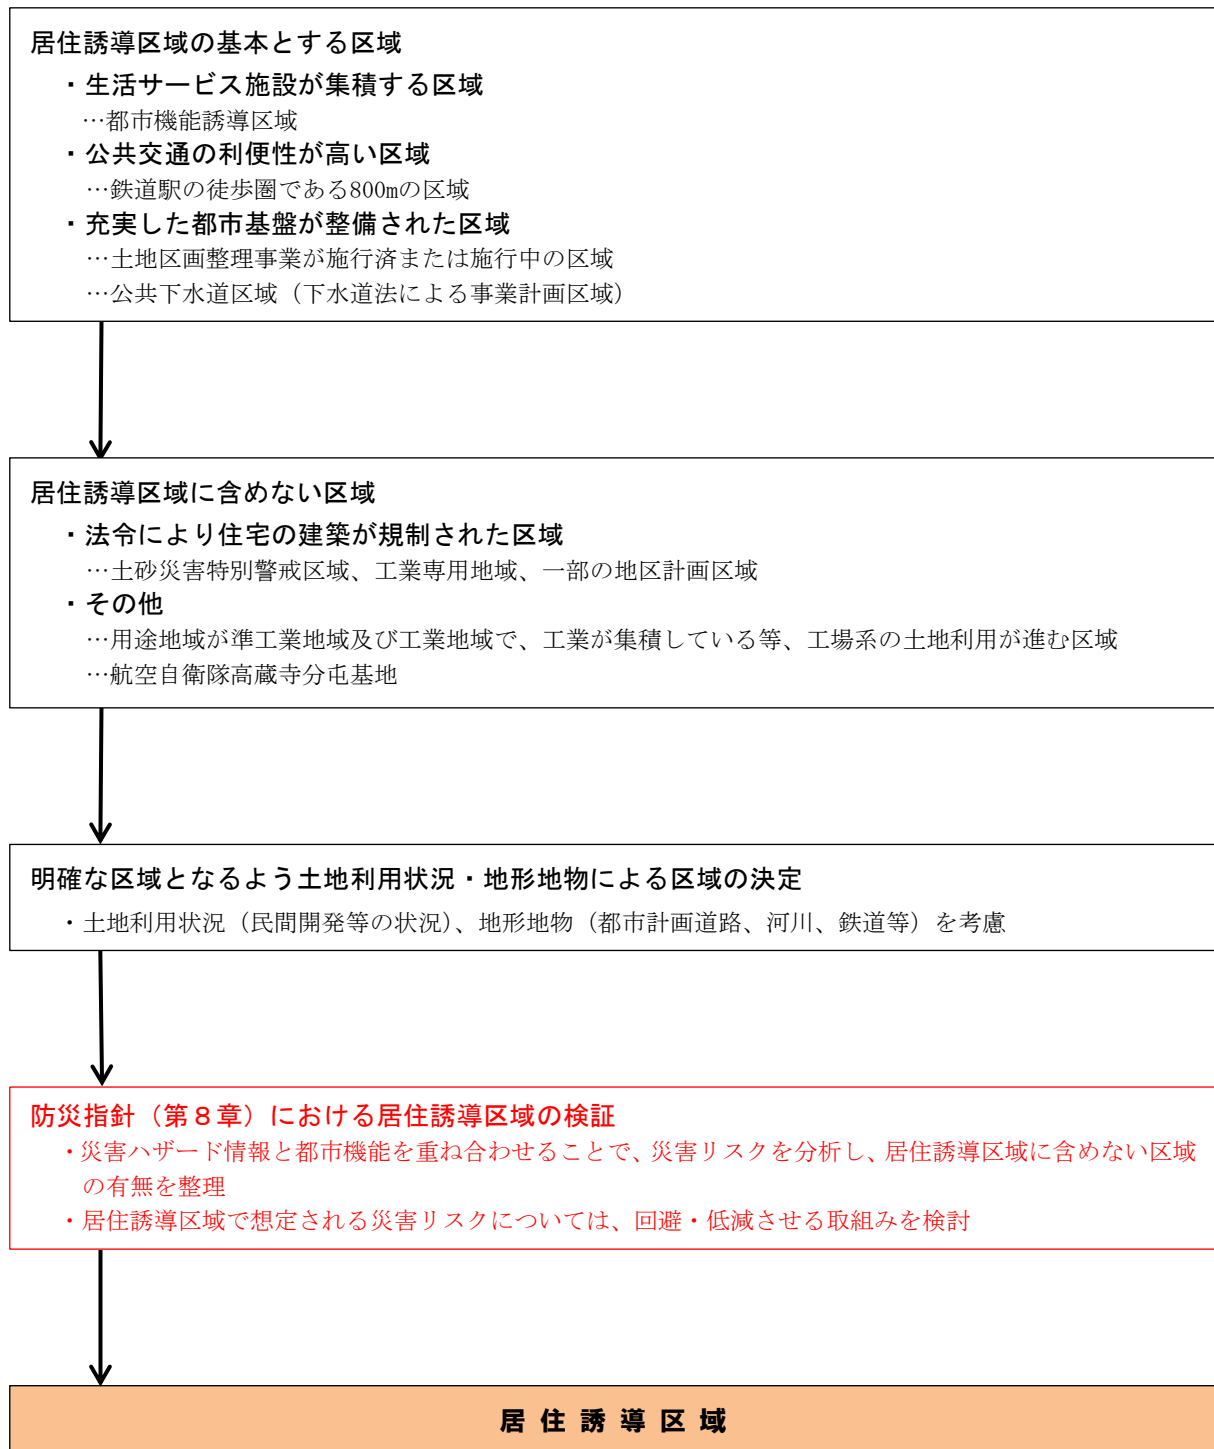 居住誘導区域の基本とする区域
・生活サービス施設が集積する区域
…都市機能誘導区域
・公共交通の利便性が高い区域
…鉄道駅の徒歩圏である800mの区域
・充実した都市基盤が整備された区域
…土地区画整理事業が施行済または施行中の区域
…公共下水道区域（下水道法による事業計画区域）
居住誘導区域に含めない区域
・法令により住宅の建築が規制された区域
…土砂災害特別警戒区域、工業専用地域、一部の地区計画区域
・その他
…用途地域が準工業地域及び工業地域で、工業が集積している等、工場系の土地利用が進む区域
…航空自衛隊高蔵寺分屯基地
明確な区域となるよう土地利用状況・地形地物による区域の決定
・土地利用状況（民間開発等の状況）、地形地物（都市計画道路、河川、鉄道等）を考慮
防災指針（第８章）における居住誘導区域の検証
・災害ハザード情報と都市機能を重ね合わせることで、災害リスクを分析し、居住誘導区域に含めない区域
の有無を整理
・居住誘導区域で想定される災害リスクについては、回避・低減させる取組みを検討
居住誘導区域